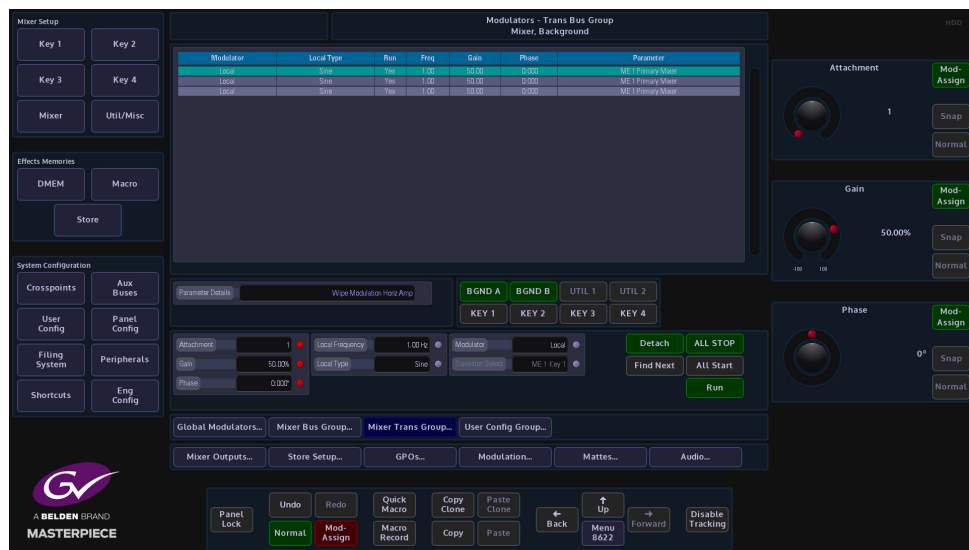 Mixer Setup
Key 1
Key 2
Key 3
Key 4
Mixer
Util/Misc
Effects Memories
DMEM
Macro
Store
System Configuration
Crosspoints
Aux
Buses
User
Config
Panel
Config
Filing
System
Peripherals
Shortcuts
Eng
Config
GV
A BELDEN BRAND
MASTERPIECE
Modulators - Trans Bus Group
Mixer, Background
Modulator Local Type Run Freq Gain Phase Parameter
Local Sine Yes 1.00 50.00 0.000 ME 1 Primary Mixer
Local Sine Yes 1.00 50.00 0.000 ME 1 Primary Mixer
Local Sine Yes 1.00 50.00 0.000 ME 1 Primary Mixer
Parameter Details Wipe Modulation Horiz Amp
BGND A BGND B UTIL 1 UTIL 2
KEY 1 KEY 2 KEY 3 KEY 4
Attachment 1 Local Frequency 1.00 Hz Modulator Local
Gain 50.00% Local Type Sine Transition Select ME 1 Key 1
Phase 0.000°
Detach ALL STOP
Find Next All Start
Run
Global Modulators... Mixer Bus Group... Mixer Trans Group... User Config Group...
Mixer Outputs... Store Setup... GPOs... Modulation... Mattes... Audio...
Panel
Lock
Undo
Redo
Normal
Mod-
Assign
Quick
Macro
Macro
Record
Copy
Clone
Paste
Clone
Copy
Paste
← Back
↑ Up
Menu
8622
→ Forward
Disable
Tracking
HDD
Attachment
1
Mod-
Assign
Snap
Normal
Gain
50.00%
-100 100
Mod-
Assign
Snap
Normal
Phase
0°
Mod-
Assign
Snap
Normal